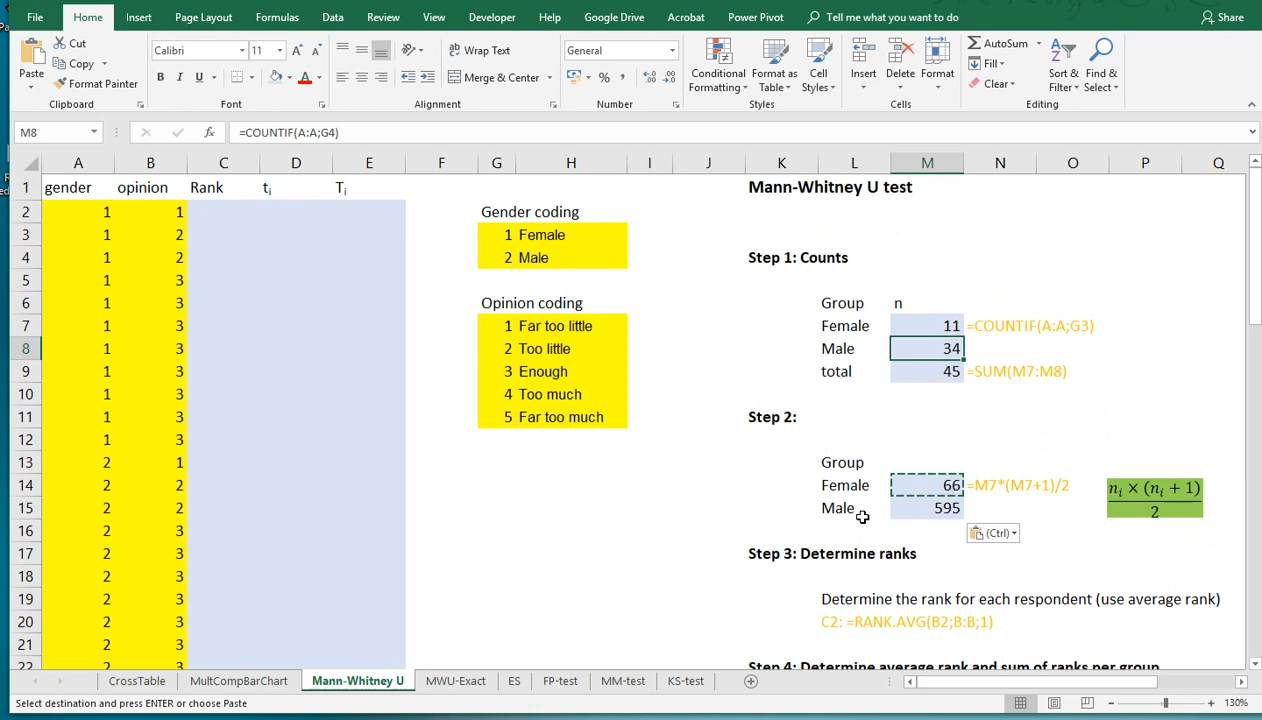 File Home Insert Page Layout Formulas Data Review View Developer Help Google Drive Acrobat Power Pivot Tell me what you want to do Share
Cut
Copy
Format Painter
Paste
Clipboard
Calibri 11
B I U
Font
Wrap Text
Merge & Center
Alignment
General
%
Number
Conditional Formatting
Format as Table
Cell Styles
Styles
Insert Delete Format
Cells
AutoSum
Fill
Clear
Sort & Filter
Find & Select
Editing
M8 fx =COUNTIF(A:A;G4)
A B C D E F G H I J K L M N O P Q
1 gender opinion Rank ti Ti Mann-Whitney U test
2 1 1 Gender coding
3 1 2 1 Female
4 1 2 2 Male Step 1: Counts
5 1 3
6 1 3 Opinion coding Group n
7 1 3 1 Far too little Female 11 =COUNTIF(A:A;G3)
8 1 3 2 Too little Male 34
9 1 3 3 Enough total 45 =SUM(M7:M8)
10 1 3 4 Too much
11 1 3 5 Far too much Step 2:
12 1 3
13 2 1 Group
14 2 2 Female 66 =M7*(M7+1)/2 ni × (ni + 1)
15 2 2 Male 595 2
16 2 3 (Ctrl)
17 2 3 Step 3: Determine ranks
18 2 3
19 2 3 Determine the rank for each respondent (use average rank)
20 2 3 C2: =RANK.AVG(B2;B:B;1)
21 2 3
22 2 3 Step 4: Determine average rank and sum of ranks per group
CrossTable MultCompBarChart Mann-Whitney U MWU-Exact ES FP-test MM-test KS-test
Select destination and press ENTER or choose Paste 130%